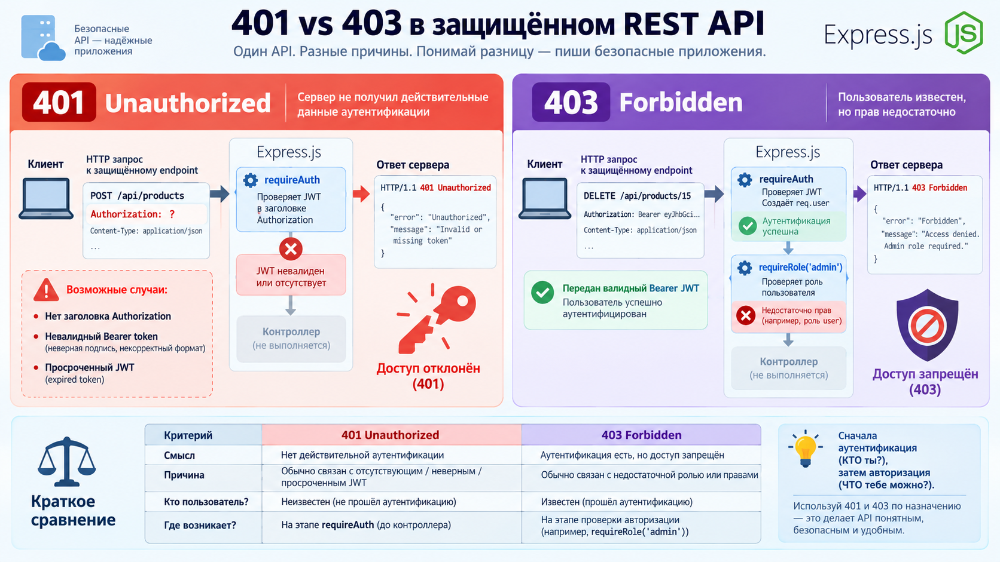 Безопасные
API — надёжные
приложения
401 vs 403 в защищённом REST API
Один API. Разные причины. Понимай разницу — пиши безопасные приложения.
Express.js
JS
401
Unauthorized
Сервер не получил действительные
данные аутентификации
Клиент
HTTP запрос
к защищённому endpoint
POST /api/products
Authorization: ?
Content-Type: application/json
...
Express.js
requireAuth
Проверяет JWT
в заголовке
Authorization
JWT невалиден
или отсутствует
Контроллер
(не выполняется)
Ответ сервера
HTTP/1.1 401 Unauthorized
{
"error": "Unauthorized",
"message": "Invalid or
missing token"
}
Возможные случаи:
• Нет заголовка Authorization
• Невалидный Bearer token
(неверная подпись, некорректный формат)
• Просроченный JWT
(expired token)
Доступ отклонён
(401)
403
Forbidden
Пользователь известен,
но прав недостаточно
Клиент
HTTP запрос
к защищённому endpoint
DELETE /api/products/15
Authorization: Bearer eyJhbGci...
Content-Type: application/json
...
Передан валидный Bearer JWT
Пользователь успешно
аутентифицирован
Express.js
requireAuth
Проверяет JWT
Создаёт req.user
Аутентификация
успешна
requireRole('admin')
Проверяет роль
пользователя
Недостаточно прав
(например, роль user)
Контроллер
(не выполняется)
Ответ сервера
HTTP/1.1 403 Forbidden
{
"error": "Forbidden",
"message": "Access denied.
Admin role required."
}
Доступ запрещён
(403)
Краткое
сравнение
Критерий
401 Unauthorized
403 Forbidden
Смысл
Нет действительной аутентификации
Аутентификация есть, но доступ запрещён
Причина
Обычно связан с отсутствующим / неверным /
просроченным JWT
Обычно связан с недостаточной ролью или правами
Кто пользователь?
Неизвестен (не прошёл аутентификацию)
Известен (прошёл аутентификацию)
Где возникает?
На этапе requireAuth (до контроллера)
На этапе проверки авторизации
(например, requireRole('admin'))
Сначала
аутентификация
(КТО ты?),
затем авторизация
(ЧТО тебе можно?).
Используй 401 и 403 по назначению
— это делает API понятным,
безопасным и удобным.